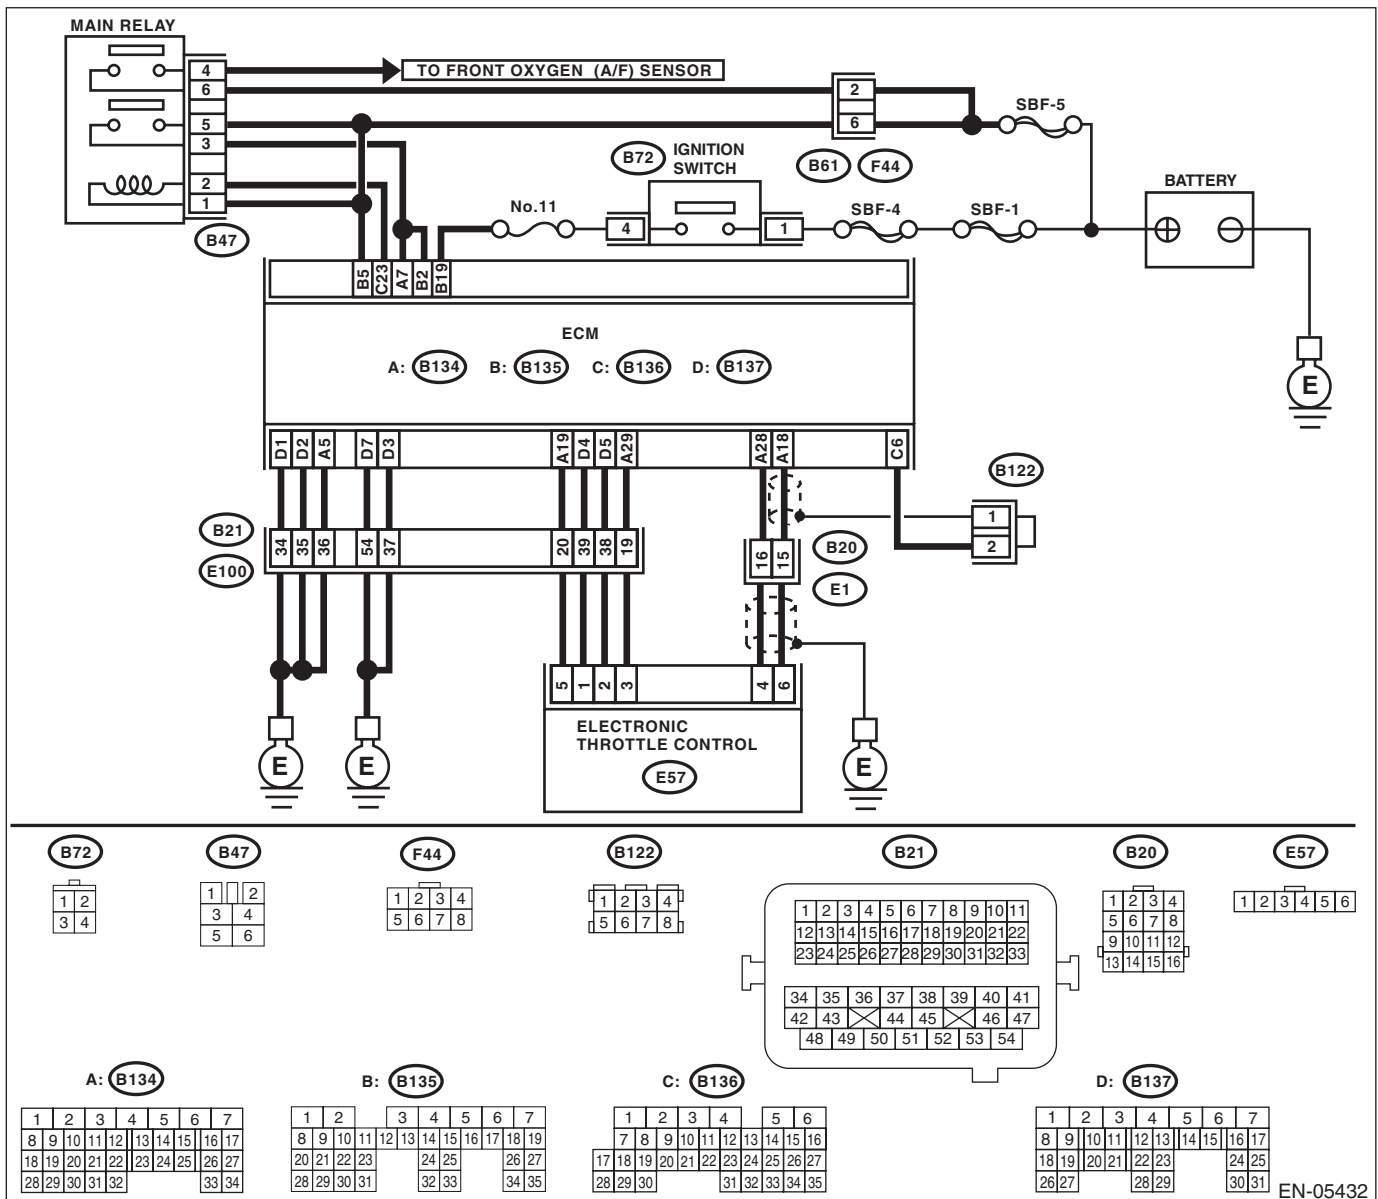 MAIN RELAY
4
TO FRONT OXYGEN (A/F) SENSOR
6
2
SBF-5
5
6
3
B72
IGNITION
SWITCH
B61
F44
BATTERY
2
1
No.11
4
1
SBF-4
SBF-1
B47
B5
C23
A7
B2
B19
ECM
A: B134 B: B135 C: B136 D: B137
E
D1
D2
A5
D7
D3
A19
D4
D5
A29
A28
A18
C6
B122
1
2
B21
34
35
36
54
37
20
39
38
19
E100
16
15
B20
E1
5
1
2
3
4
6
ELECTRONIC
THROTTLE CONTROL
E57
E
E
E
B72
B47
F44
B122
B21
B20
E57
1 2
3 4
1 2
3 4
5 6
1 2 3 4
5 6 7 8
1 2 3 4
5 6 7 8
1 2 3 4 5 6 7 8 9 10 11
12 13 14 15 16 17 18 19 20 21 22
23 24 25 26 27 28 29 30 31 32 33
34 35 36 37 38 39 40 41
42 43 44 45 46 47
48 49 50 51 52 53 54
1 2 3 4
5 6 7 8
9 10 11 12
13 14 15 16
1 2 3 4 5 6
A: B134
B: B135
C: B136
D: B137
1 2 3 4 5 6 7
8 9 10 11 12 13 14 15 16 17
18 19 20 21 22 23 24 25 26 27
28 29 30 31 32 33 34
1 2 3 4 5 6 7
8 9 10 11 12 13 14 15 16 17 18 19
20 21 22 23 24 25 26 27
28 29 30 31 32 33 34 35
1 2 3 4 5 6
7 8 9 10 11 12 13 14 15 16
17 18 19 20 21 22 23 24 25 26 27
28 29 30 31 32 33 34 35
1 2 3 4 5 6 7
8 9 10 11 12 13 14 15 16 17
18 19 20 21 22 23 24 25
26 27 28 29 30 31
EN-05432